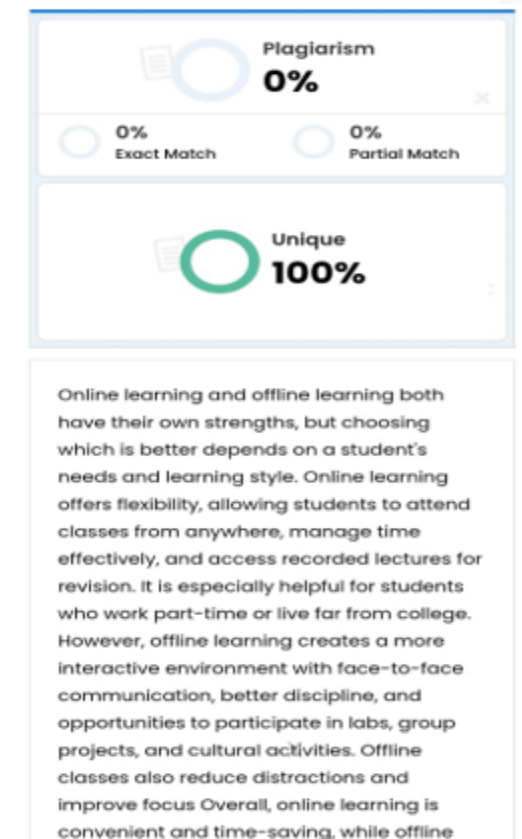 Plagiarism
0%
0%
Exact Match
0%
Partial Match
Unique
100%
Online learning and offline learning both
have their own strengths, but choosing
which is better depends on a student's
needs and learning style. Online learning
offers flexibility, allowing students to attend
classes from anywhere, manage time
effectively, and access recorded lectures for
revision. It is especially helpful for students
who work part-time or live far from college.
However, offline learning creates a more
interactive environment with face-to-face
communication, better discipline, and
opportunities to participate in labs, group
projects, and cultural activities. Offline
classes also reduce distractions and
improve focus Overall, online learning is
convenient and time-saving, while offline